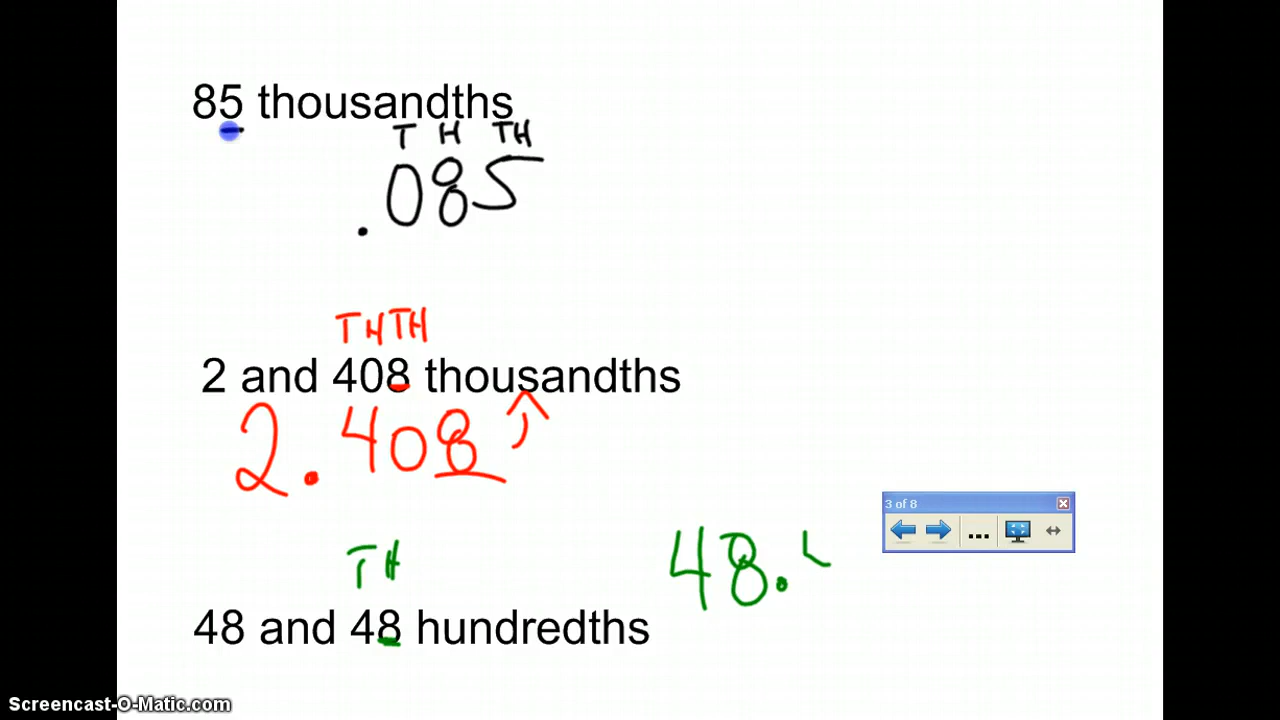 85 thousandths
T H TH
.085
T H TH
2 and 408 thousandths
2.408
3 of 8
T H
48.
48 and 48 hundredths
Screencast-O-Matic.com